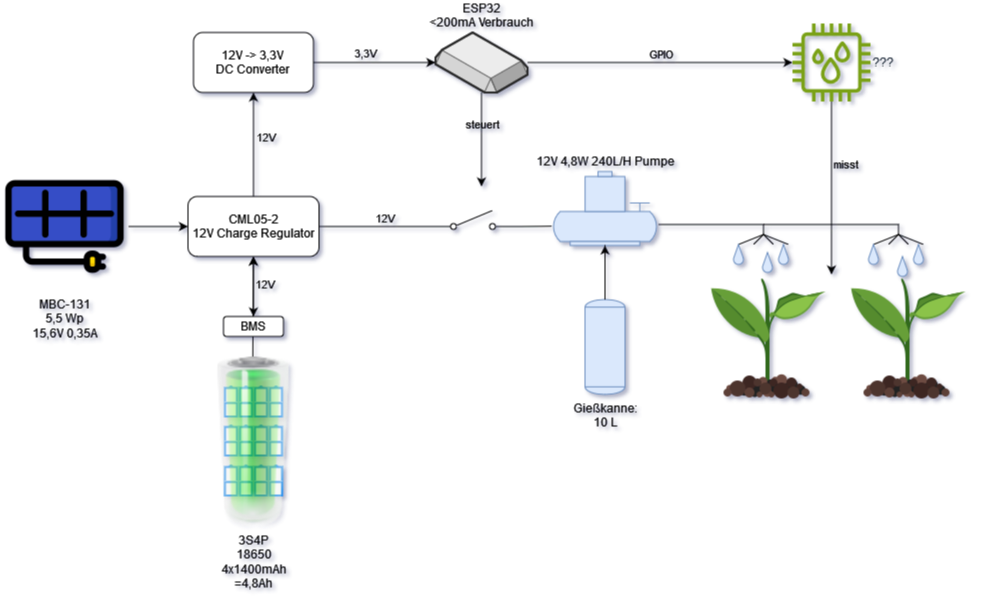 ESP32
<200mA Verbrauch
12V -> 3,3V
DC Converter
3,3V
GPIO
???
steuert
12V
misst
12V 4,8W 240L/H Pumpe
CML05-2
12V Charge Regulator
12V
12V
MBC-131
5,5 Wp
15,6V 0,35A
BMS
Gießkanne:
10 L
3S4P
18650
4x1400mAh
=4,8Ah